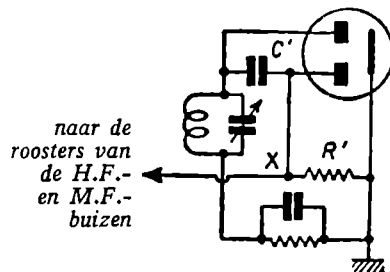 C'
naar de
roosters van
de H.F.-
en M.F.-
buizen
X
R'